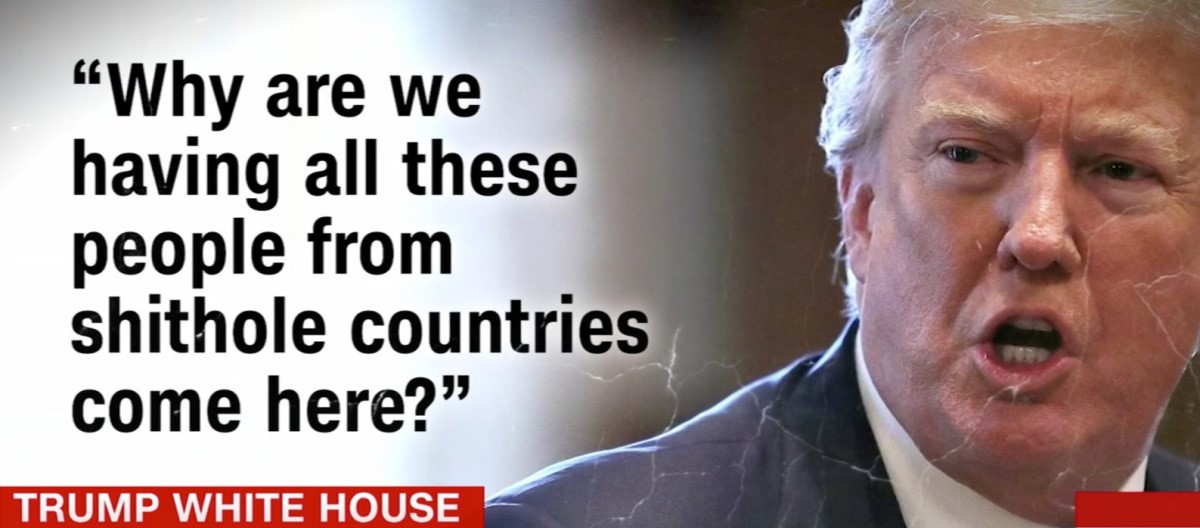 “Why are we
having all these
people from
shithole countries
come here?”
TRUMP WHITE HOUSE